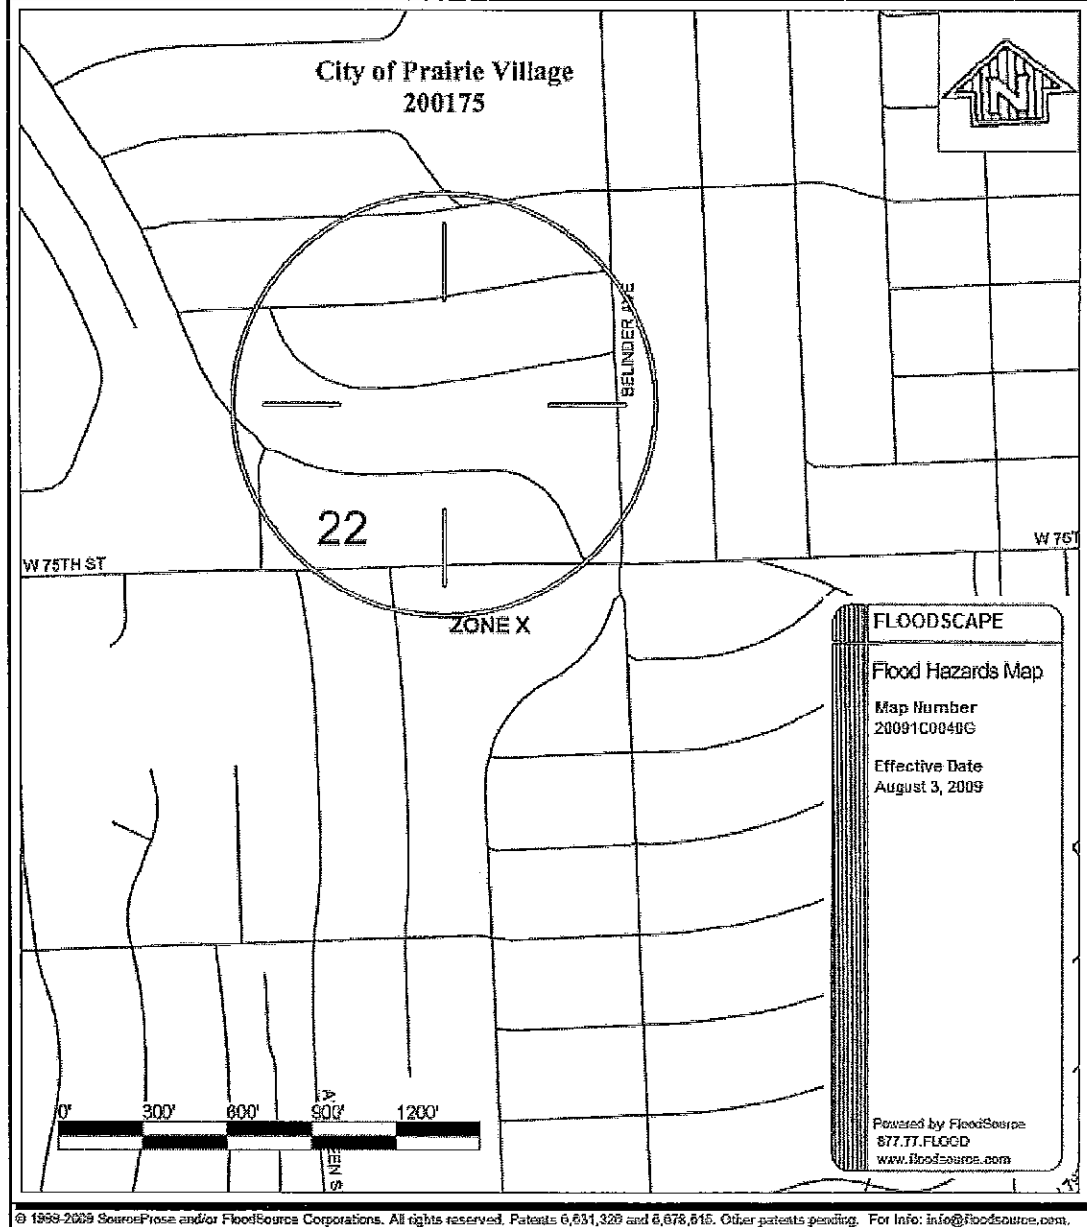 City of Prairie Village
200175
N
BELINDER AVE
22
W 75TH ST
W 75T
ZONE X
FLOODSCAPE
Flood Hazards Map
Map Number
20091C0040G
Effective Date
August 3, 2009
0' 300' 600' 900' 1200'
EEN S
Powered by FloodSource
877.77.FLOOD
www.floodsource.com
© 1999-2009 SourceProse and/or FloodSource Corporations. All rights reserved. Patents 6,631,326 and 6,678,615. Other patents pending. For Info: info@floodsource.com.